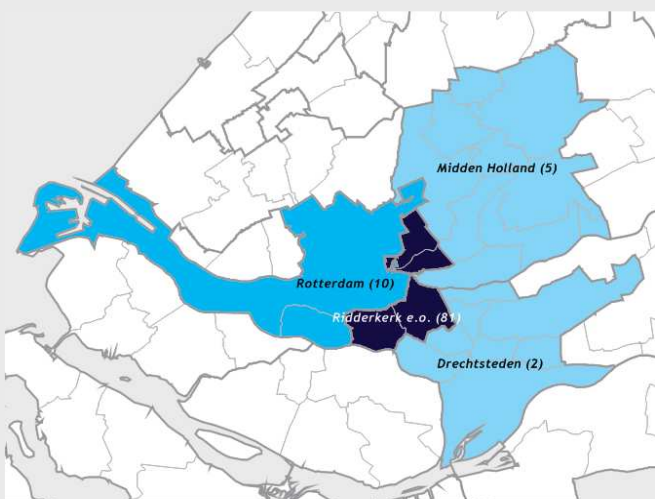 Midden Holland (5)
Rotterdam (10)
Ridderkerk e.o. (81)
Drechtsteden (2)